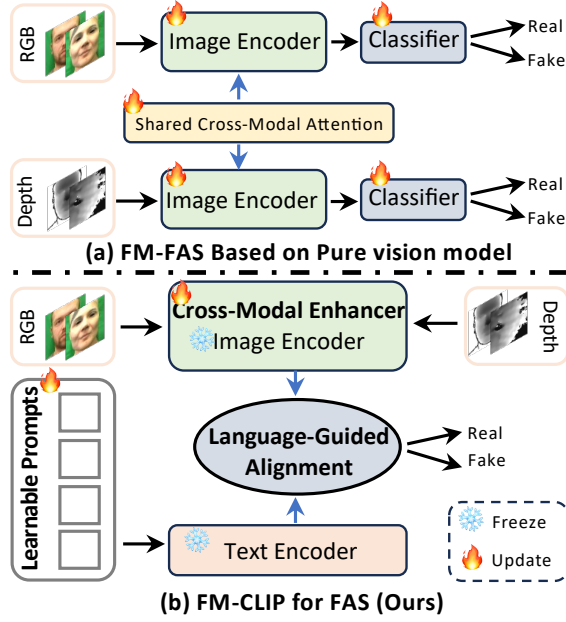 RGB
Image Encoder
Classifier
Real
Fake
Shared Cross-Modal Attention
Depth
Image Encoder
Classifier
Real
Fake
(a) FM-FAS Based on Pure vision model
RGB
Cross-Modal Enhancer
Image Encoder
Depth
Learnable Prompts
Language-Guided
Alignment
Real
Fake
Text Encoder
Freeze
Update
(b) FM-CLIP for FAS (Ours)